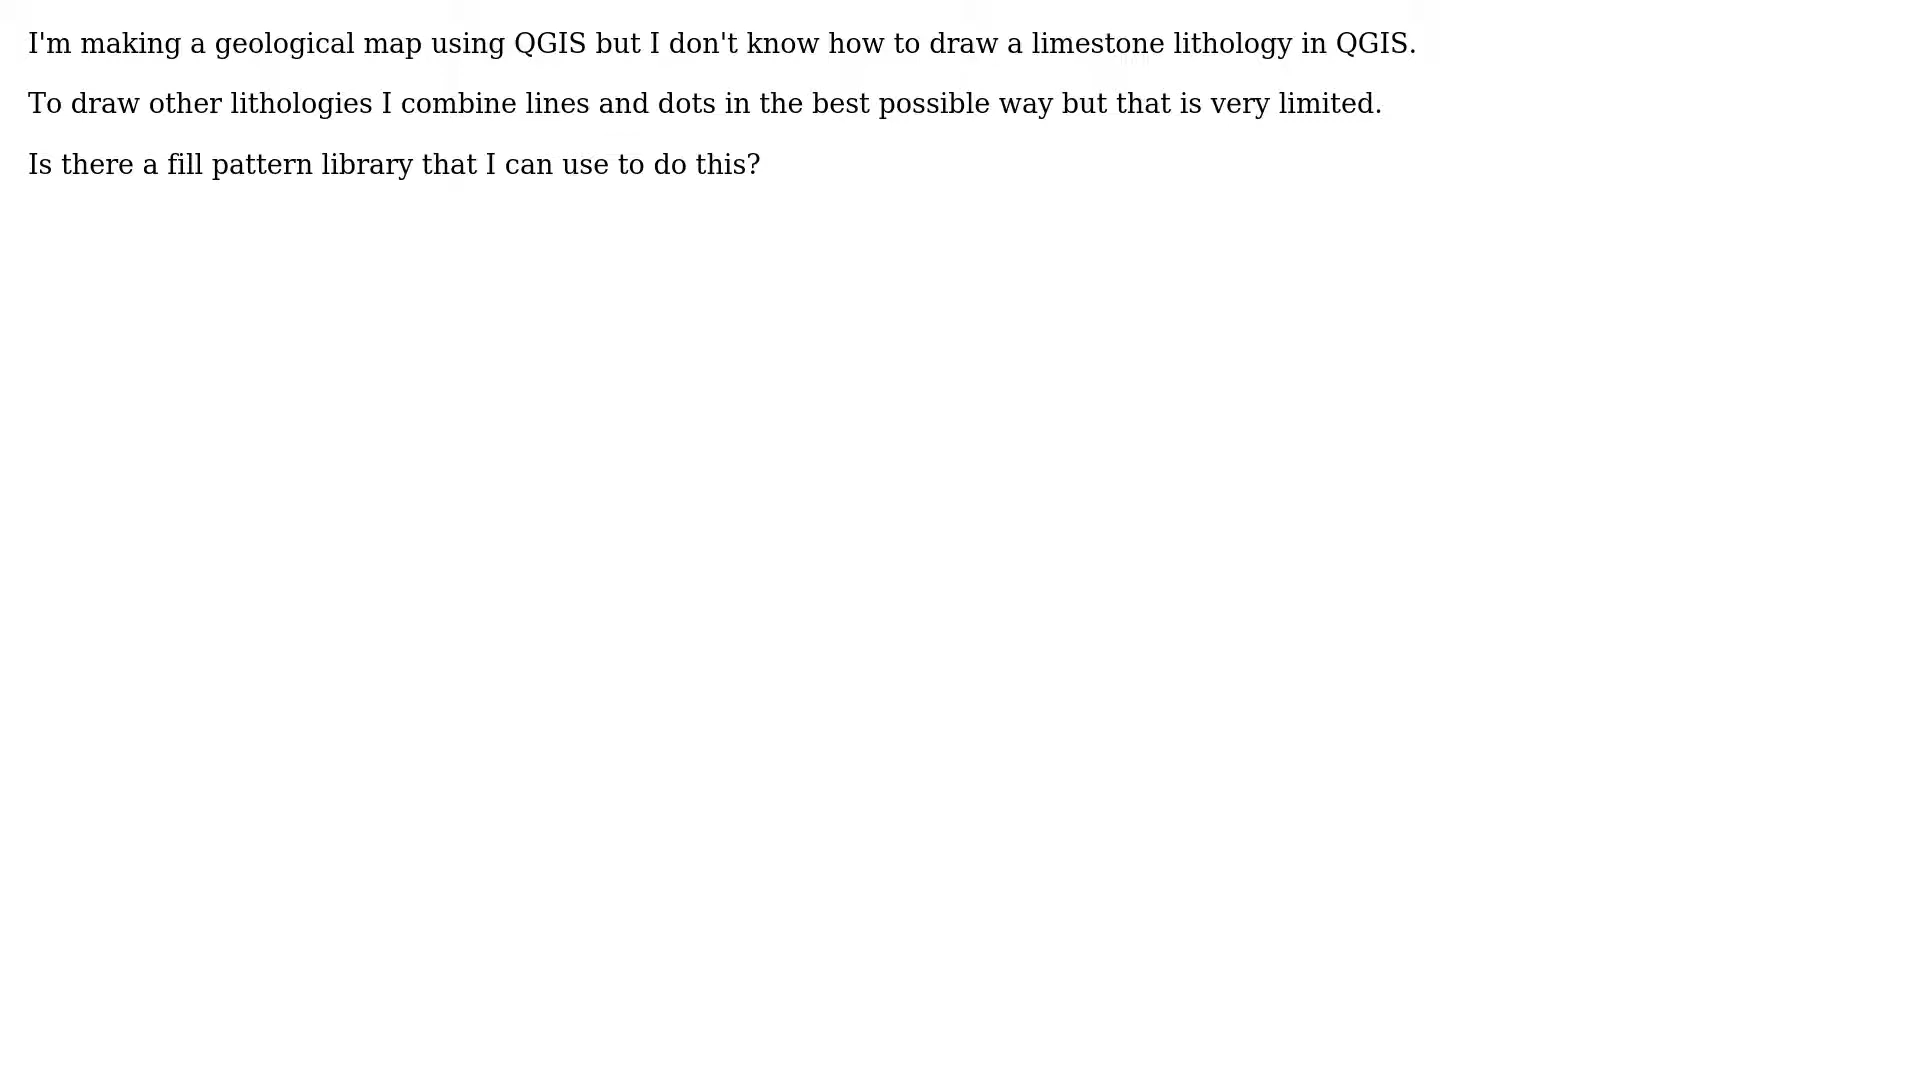 I'm making a geological map using QGIS but I don't know how to draw a limestone lithology in QGIS.
To draw other lithologies I combine lines and dots in the best possible way but that is very limited.
Is there a fill pattern library that I can use to do this?